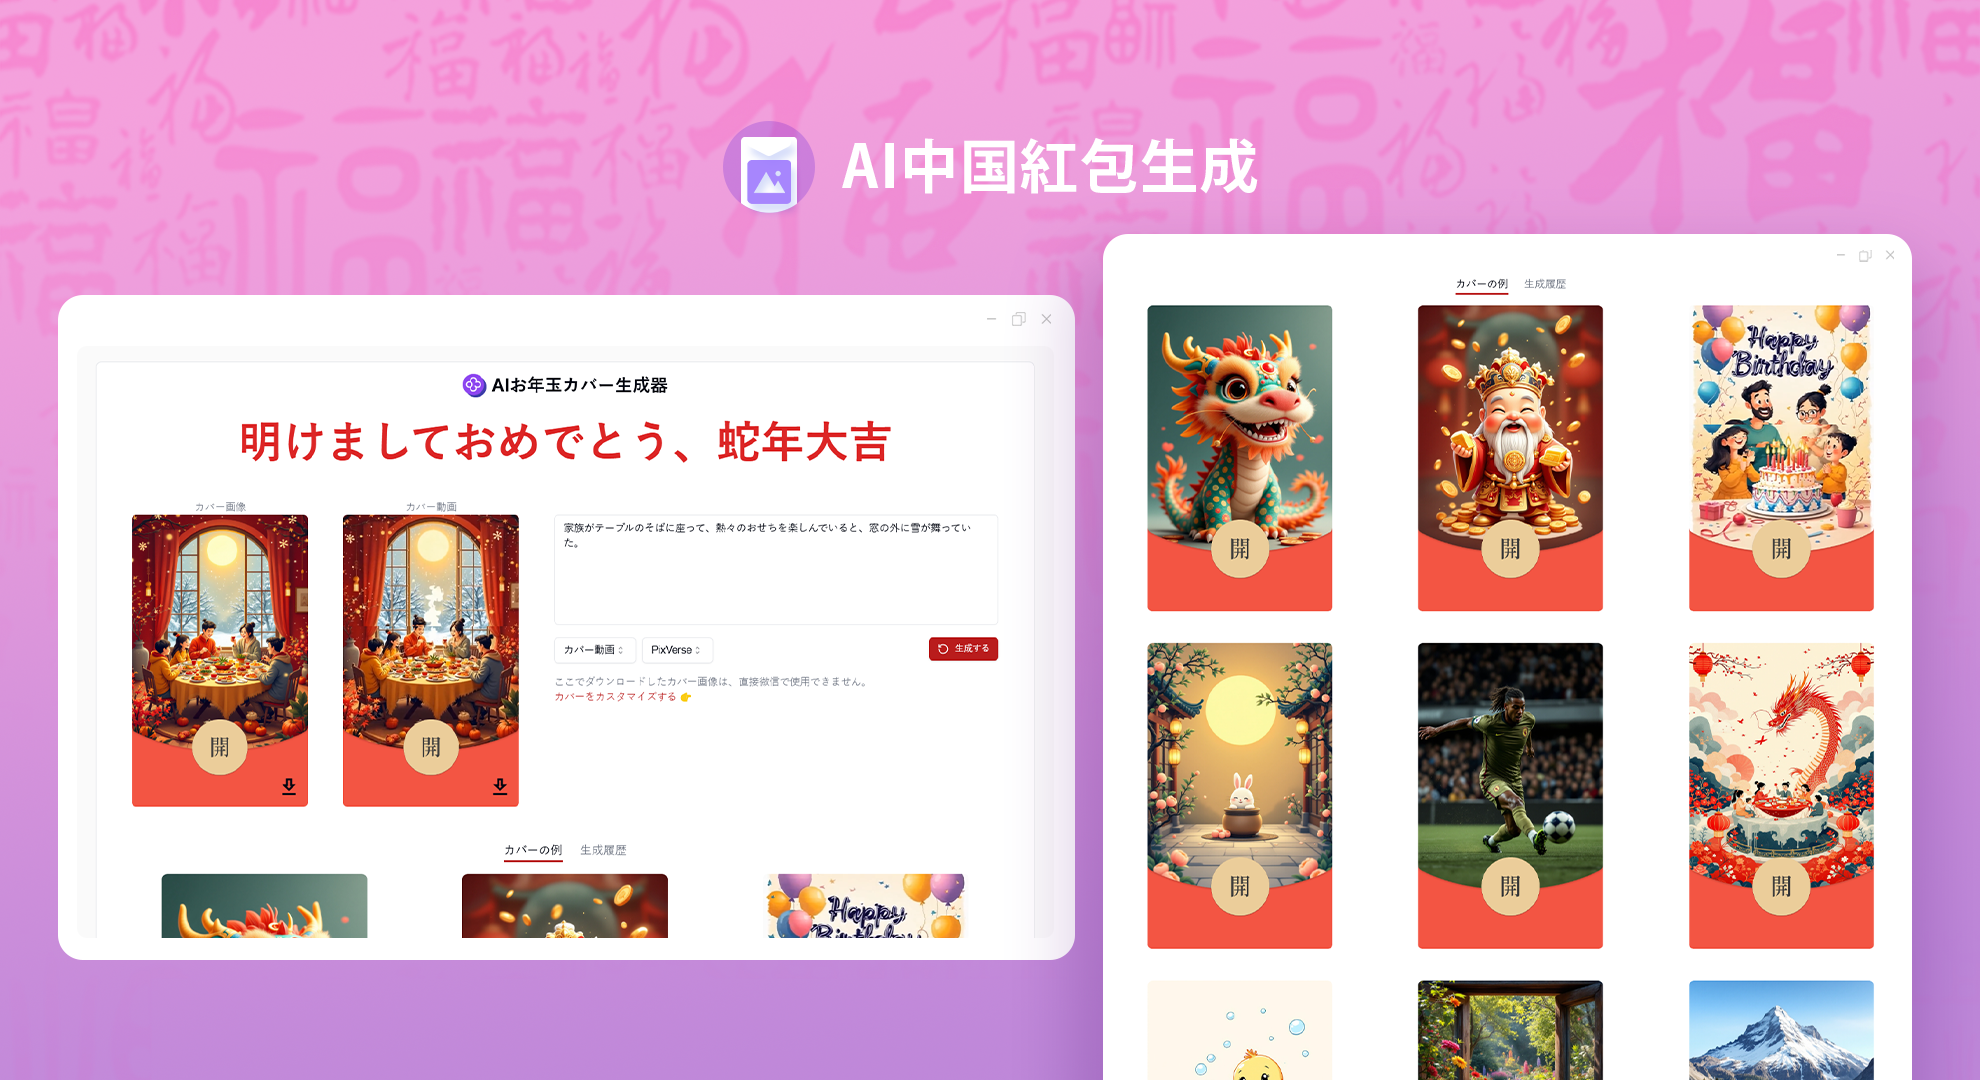 AI中国紅包生成
AIお年玉カバー生成器
明けましておめでとう、蛇年大吉
カバー画像
カバー動画
開
開
家族がテーブルのそばに座って、熱々のおせちを楽しんでいると、窓の外に雪が舞ってい
た。
カバー動画
PixVerse
生成する
ここでダウンロードしたカバー画像は、直接微信で使用できません。
カバーをカスタマイズする 👉
カバーの例
生成履歴
Happy
Birthday
カバーの例
生成履歴
開
開
Happy
Birthday
開
開
開
開